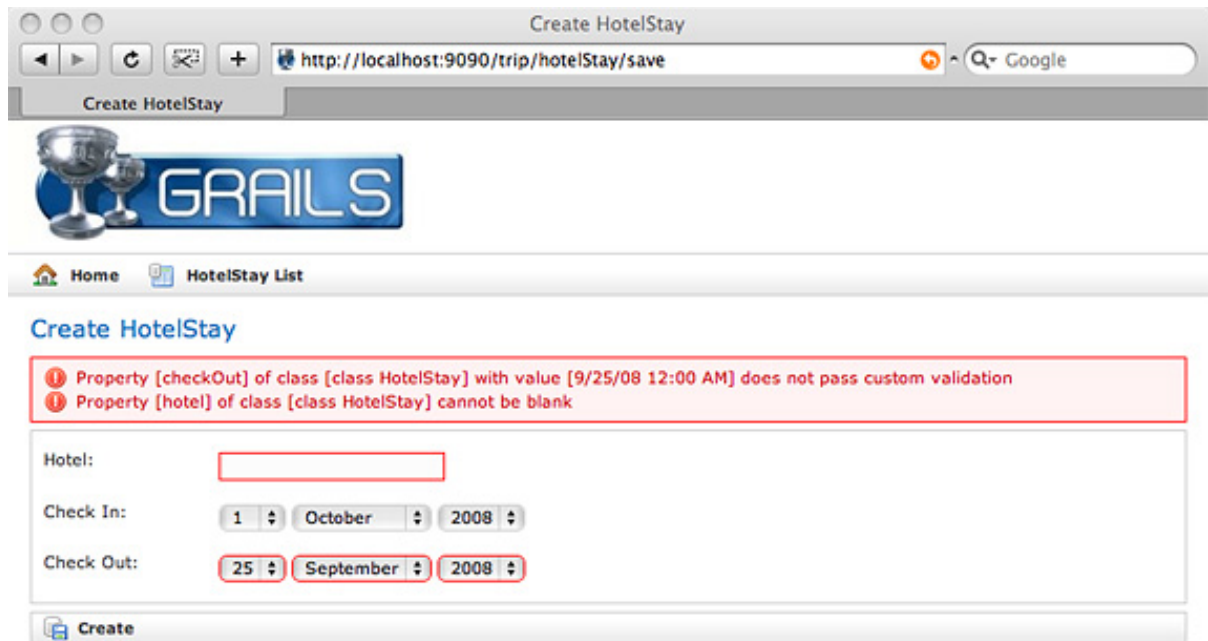 Create HotelStay
http://localhost:9090/trip/hotelStay/save
Google
Create HotelStay
GRAILS
Home HotelStay List
Create HotelStay
Property [checkOut] of class [class HotelStay] with value [9/25/08 12:00 AM] does not pass custom validation
Property [hotel] of class [class HotelStay] cannot be blank
Hotel:
Check In: 1 October 2008
Check Out: 25 September 2008
Create